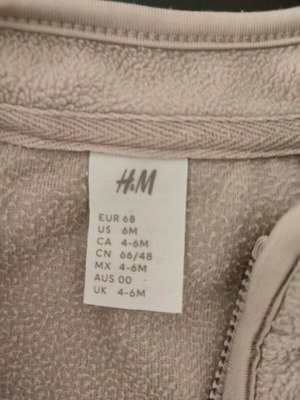 H&M
EUR 68
US 6M
CA 4-6M
CN 66/48
MX 4-6M
AUS 00
UK 4-6M